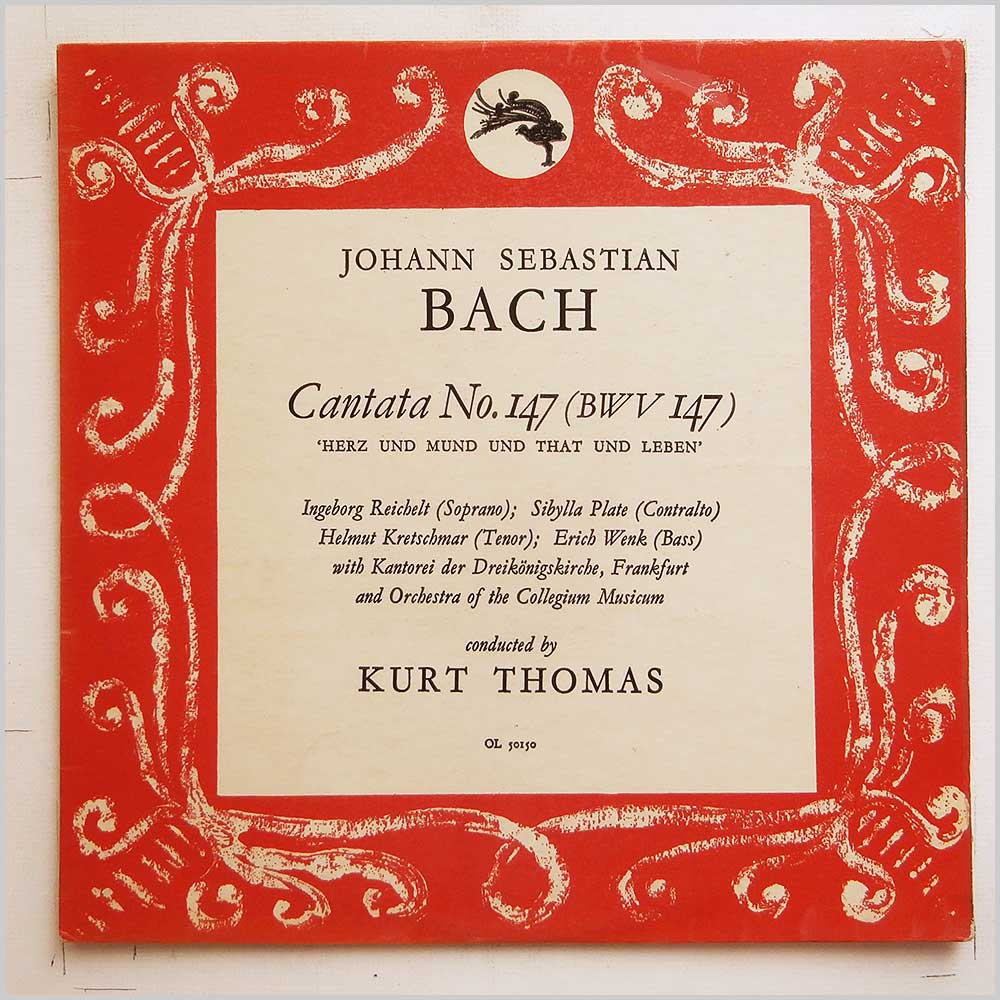 JOHANN SEBASTIAN
BACH
Cantata No. 147 (BWV 147)
‘HERZ UND MUND UND THAT UND LEBEN’
Ingeborg Reichelt (Soprano); Sibylla Plate (Contralto)
Helmut Kretschmar (Tenor); Erich Wenk (Bass)
with Kantorei der Dreikönigskirche, Frankfurt
and Orchestra of the Collegium Musicum
conducted by
KURT THOMAS
OL 50150